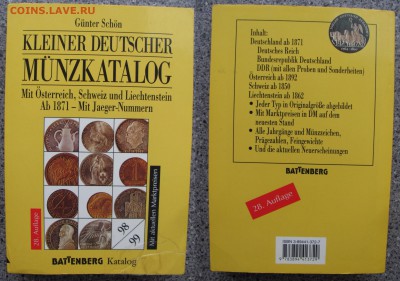 COINS.SU
Günter Schön
KLEINER DEUTSCHER
MÜNZKATALOG
Mit Österreich, Schweiz und Liechtenstein
Ab 1871 – Mit Jaeger-Nummern
28. Auflage
98
99
Mit aktuellen Marktpreisen
BATTENBERG Katalog
Inhalt:
Deutschland ab 1871
Deutsches Reich
Bundesrepublik Deutschland
DDR (mit allen Proben und Sonderheiten)
Österreich ab 1892
Schweiz ab 1850
Liechtenstein ab 1862
• Jeder Typ in Originalgröße abgebildet
• Mit Marktpreisen in DM auf dem
neuesten Stand
• Alle Jahrgänge und Münzzeichen,
Prägezahlen, Feingewichte
• Und die aktuellen Neuerscheinungen
BATTENBERG
28. Auflage